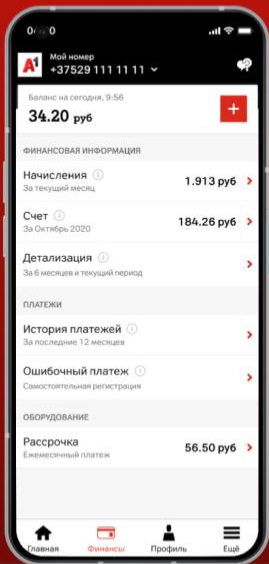 A1
Мой номер
+37529 111 11 11
Баланс на сегодня, 9:56
34.20 руб
+
ФИНАНСОВАЯ ИНФОРМАЦИЯ
Начисления
За текущий месяц
1.913 руб
Счет
За Октябрь 2020
184.26 руб
Детализация
За 6 месяцев и текущий период
ПЛАТЕЖИ
История платежей
За последние 12 месяцев
Ошибочный платеж
Самостоятельная регистрация
ОБОРУДОВАНИЕ
Рассрочка
Ежемесячный платеж
56.50 руб
Главная Финансы Профиль Ещё